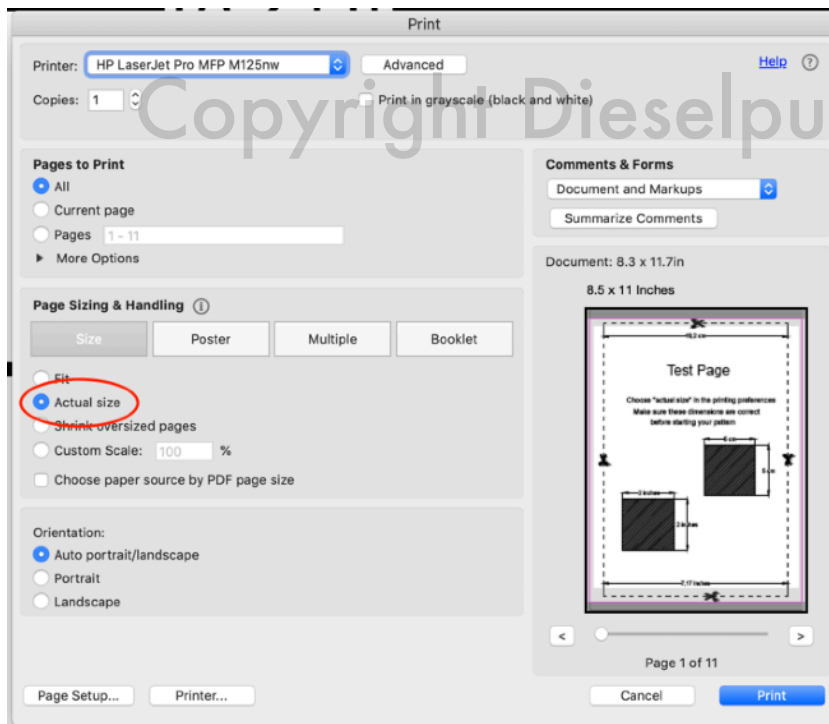 Print
Printer: HP LaserJet Pro MFP M125nw Advanced Help ?
Copies: 1 Print in grayscale (black and white)
Copyright Dieselpu
Pages to Print
All
Current page
Pages 1 - 11
More Options
Comments & Forms
Document and Markups
Summarize Comments
Page Sizing & Handling i
Size Poster Multiple Booklet
Fit
Actual size
Shrink oversized pages
Custom Scale: 100 %
Choose paper source by PDF page size
Orientation:
Auto portrait/landscape
Portrait
Landscape
Document: 8.3 x 11.7in
8.5 x 11 Inches
Test Page
Choose "actual size" in the printing preferences
Make sure these dimensions are correct
before starting your pattern
2 inches
2 inches
7,17 inches
< >
Page 1 of 11
Page Setup... Printer... Cancel Print